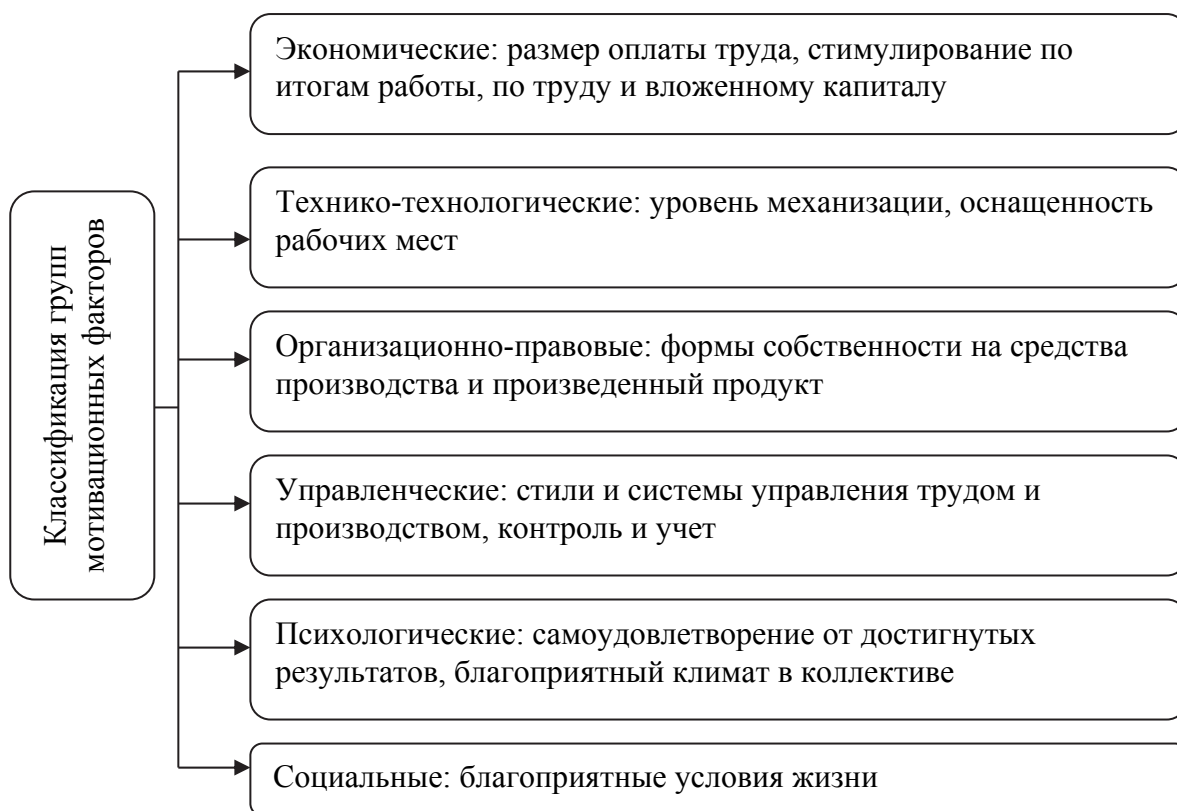 Классификация групп
мотивационных факторов
Экономические: размер оплаты труда, стимулирование по
итогам работы, по труду и вложенному капиталу
Технико-технологические: уровень механизации, оснащенность
рабочих мест
Организационно-правовые: формы собственности на средства
производства и произведенный продукт
Управленческие: стили и системы управления трудом и
производством, контроль и учет
Психологические: самоудовлетворение от достигнутых
результатов, благоприятный климат в коллективе
Социальные: благоприятные условия жизни